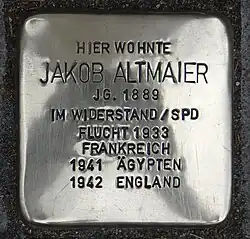 HIER WOHNTE
JAKOB ALTMAIER
JG. 1889
IM WIDERSTAND/SPD
FLUCHT 1933
FRANKREICH
1941 ÄGYPTEN
1942 ENGLAND